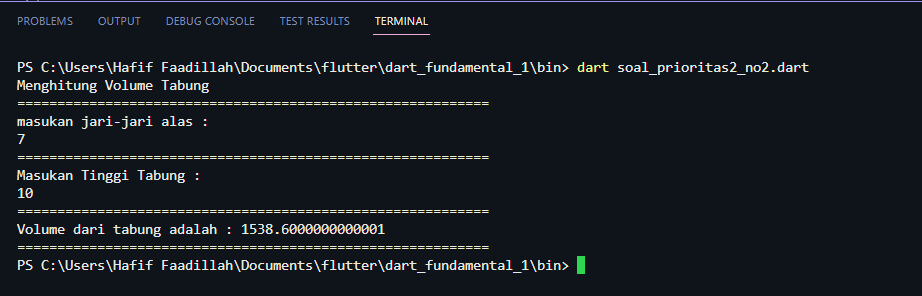 PROBLEMS OUTPUT DEBUG CONSOLE TEST RESULTS TERMINAL
PS C:\Users\Hafif Faadillah\Documents\flutter\dart_fundamental_1\bin> dart soal_prioritas2_no2.dart
Menghitung Volume Tabung
===========================================================
masukan jari-jari alas :
7
===========================================================
Masukan Tinggi Tabung :
10
===========================================================
Volume dari tabung adalah : 1538.6000000000001
===========================================================
PS C:\Users\Hafif Faadillah\Documents\flutter\dart_fundamental_1\bin>